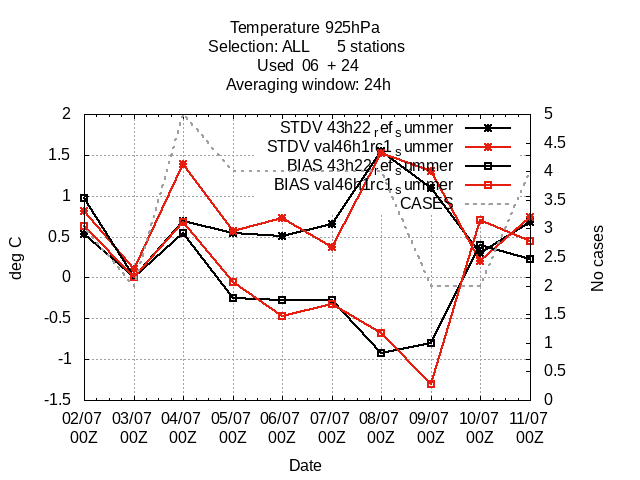 Temperature 925hPa
Selection: ALL 5 stations
Used 06 + 24
Averaging window: 24h
2
1.5
1
0.5
0
-0.5
-1
-1.5
5
4.5
4
3.5
3
2.5
2
1.5
1
0.5
0
STDV 43h22refsummer
STDV val46h1rc1summer
BIAS 43h22refsummer
BIAS val46h1rc1summer
CASES
deg C
No cases
02/07 03/07 04/07 05/07 06/07 07/07 08/07 09/07 10/07 11/07
00Z 00Z 00Z 00Z 00Z 00Z 00Z 00Z 00Z 00Z
Date